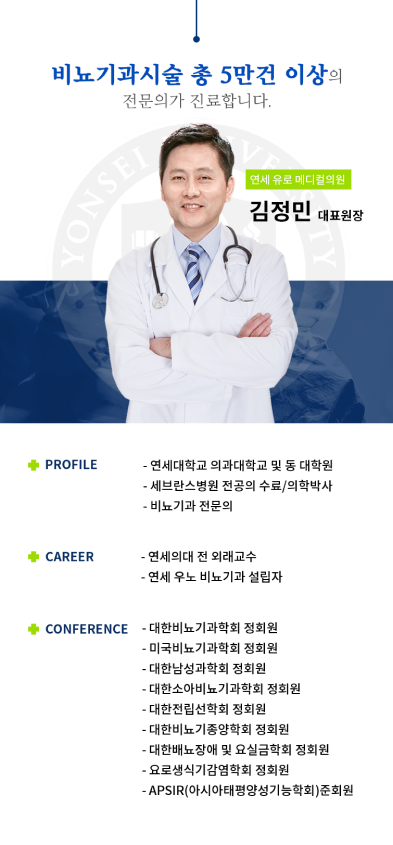 비뇨기과시술 총 5만건 이상의
전문의가 진료합니다.
YONSEI UNIVERSITY
연세 유로 메디컬의원
김정민 대표원장
PROFILE
- 연세대학교 의과대학교 및 동 대학원
- 세브란스병원 전공의 수료/의학박사
- 비뇨기과 전문의
CAREER
- 연세의대 전 외래교수
- 연세 우노 비뇨기과 설립자
CONFERENCE
- 대한비뇨기과학회 정회원
- 미국비뇨기과학회 정회원
- 대한남성과학회 정회원
- 대한소아비뇨기과학회 정회원
- 대한전립선학회 정회원
- 대한비뇨기종양학회 정회원
- 대한배뇨장애 및 요실금학회 정회원
- 요로생식기감염학회 정회원
- APSIR(아시아태평양성기능학회)준회원